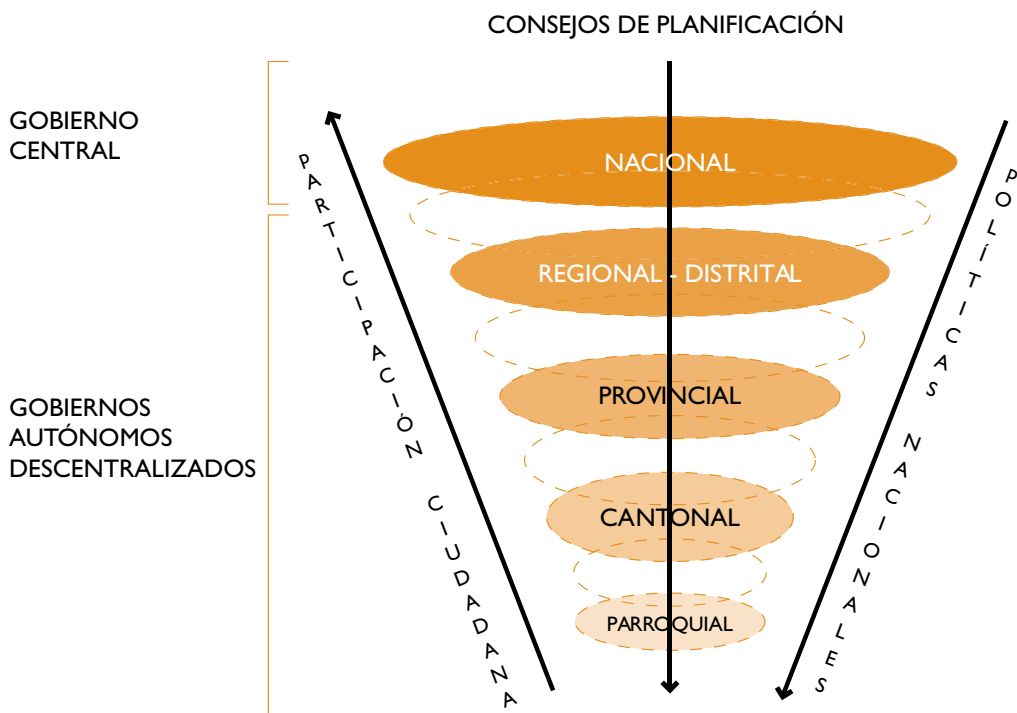 CONSEJOS DE PLANIFICACIÓN
GOBIERNO
CENTRAL
NACIONAL
REGIONAL - DISTRITAL
PROVINCIAL
CANTONAL
PARROQUIAL
GOBIERNOS
AUTÓNOMOS
DESCENTRALIZADOS
PARTICIPACIÓN CIUDADANA
POLÍTICAS NACIONALES